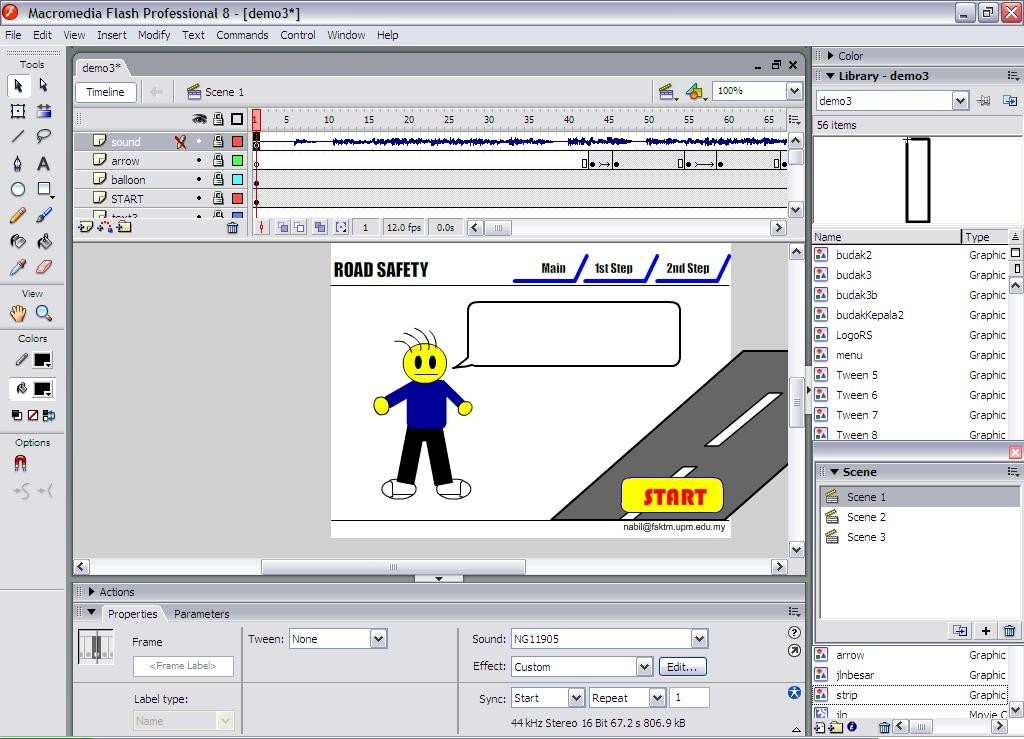 Macromedia Flash Professional 8 - [demo3*]
File Edit View Insert Modify Text Commands Control Window Help
Tools
View
Colors
Options
demo3*
Timeline
Scene 1
100%
1 5 10 15 20 25 30 35 40 45 50 55 60 65
sound
arrow
balloon
START
text3
1 12.0 fps 0.0s
ROAD SAFETY
Main 1st Step 2nd Step
START
nabil@fsktm.upm.edu.my
Actions
Properties Parameters
Frame
<Frame Label>
Label type:
Name
Tween: None
Sound: NG11905
Effect: Custom Edit...
Sync: Start Repeat 1
44 kHz Stereo 16 Bit 67.2 s 806.9 kB
Color
Library - demo3
demo3
56 items
Name Type
budak2 Graphic
budak3 Graphic
budak3b Graphic
budakKepala2 Graphic
LogoRS Graphic
menu Graphic
Tween 5 Graphic
Tween 6 Graphic
Tween 7 Graphic
Tween 8 Graphic
Scene
Scene 1
Scene 2
Scene 3
arrow Graphic
jlnbesar Graphic
strip Graphic
jln Movie C